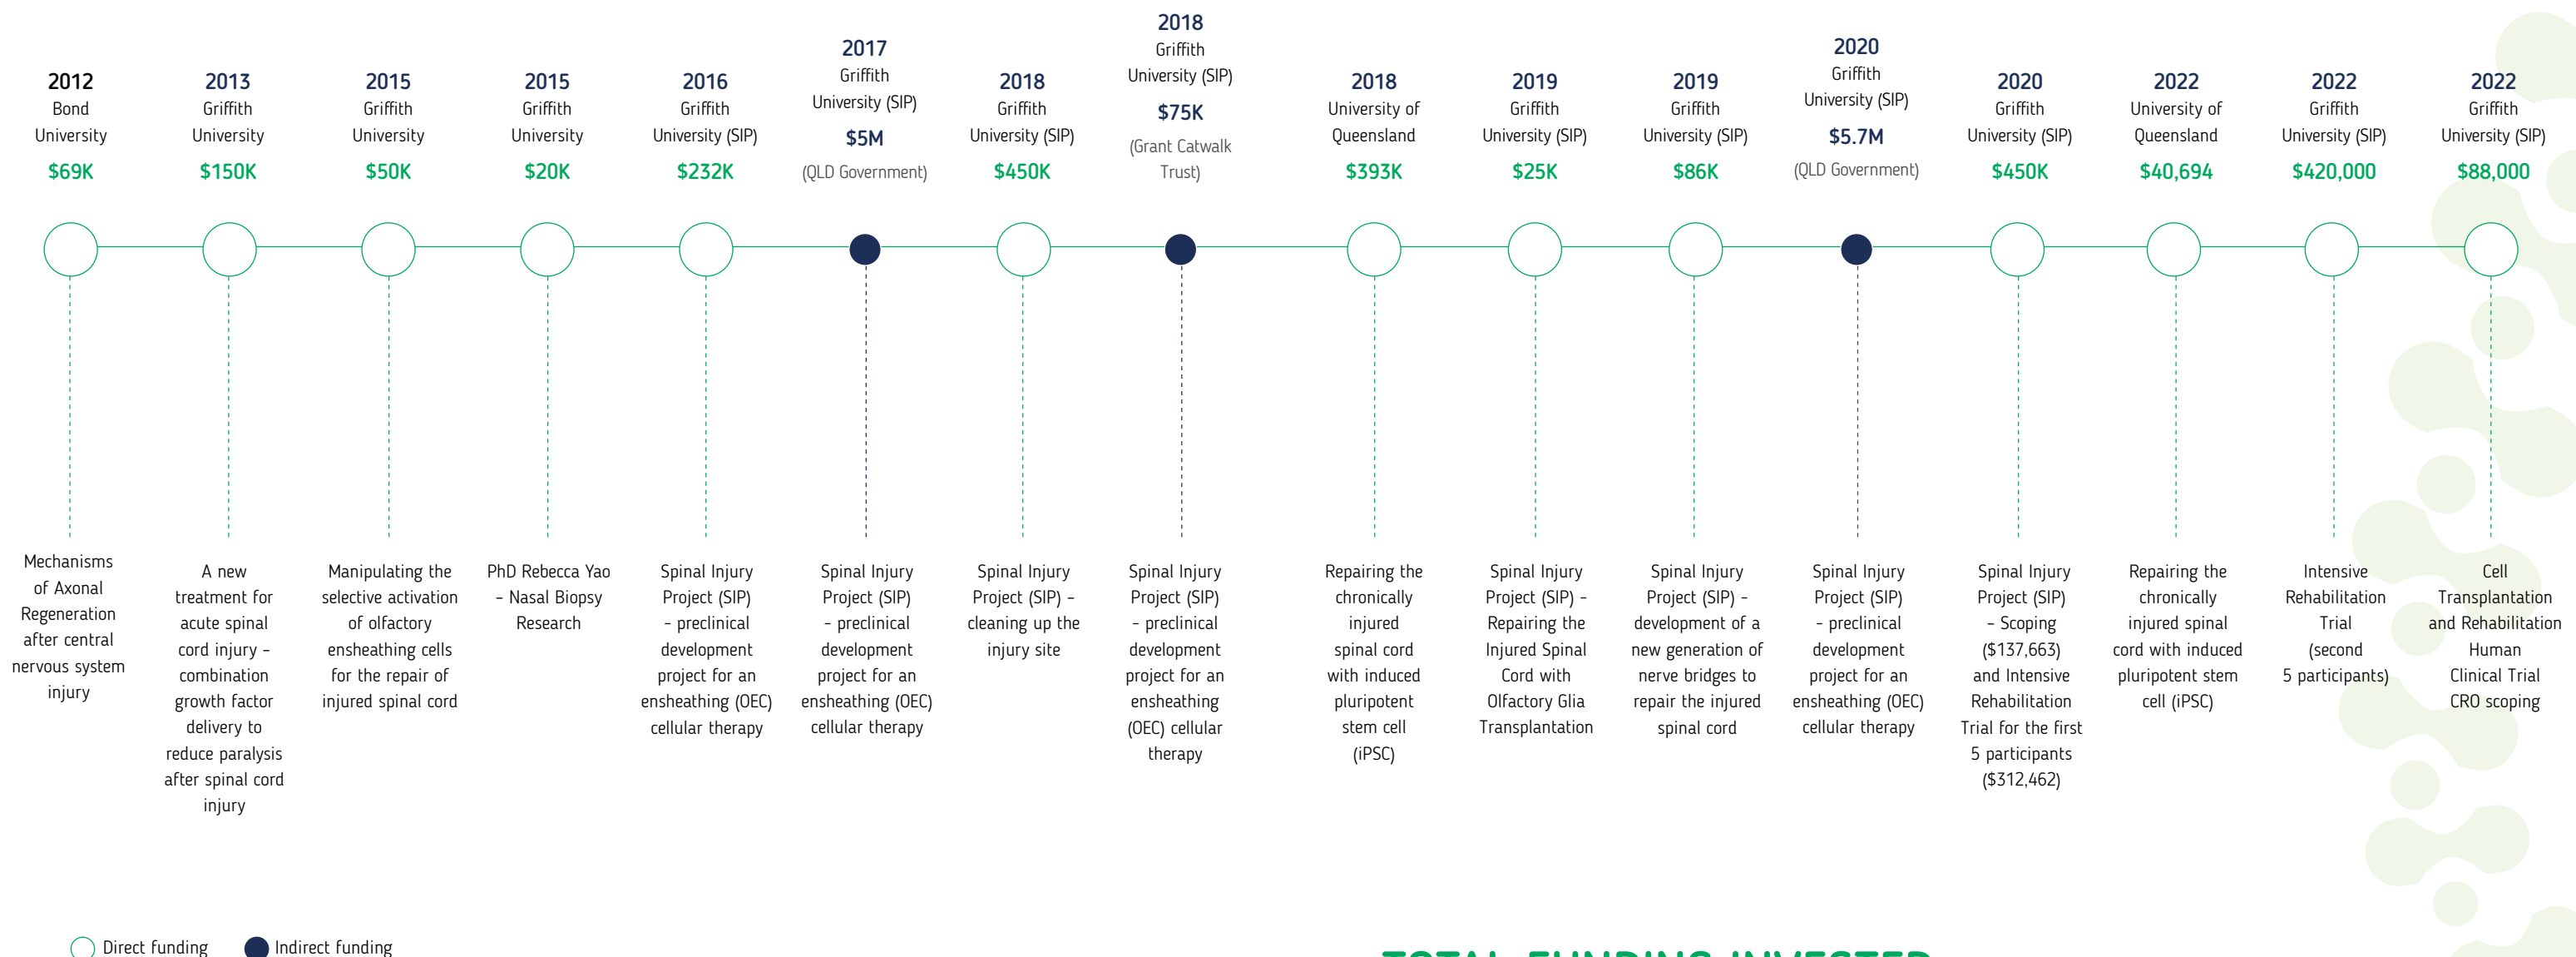 2012
Bond
University
$69K
2013
Griffith
University
$150K
2015
Griffith
University
$50K
2015
Griffith
University
$20K
2016
Griffith
University (SIP)
$232K
2017
Griffith
University (SIP)
$5M
(QLD Government)
2018
Griffith
University (SIP)
$450K
2018
Griffith
University (SIP)
$75K
(Grant Catwalk
Trust)
2018
University of
Queensland
$393K
2019
Griffith
University (SIP)
$25K
2019
Griffith
University (SIP)
$86K
2020
Griffith
University (SIP)
$5.7M
(QLD Government)
2020
Griffith
University (SIP)
$450K
2022
University of
Queensland
$40,694
2022
Griffith
University (SIP)
$420,000
2022
Griffith
University (SIP)
$88,000
Mechanisms
of Axonal
Regeneration
after central
nervous system
injury
A new
treatment for
acute spinal
cord injury –
combination
growth factor
delivery to
reduce paralysis
after spinal cord
injury
Manipulating the
selective activation
of olfactory
ensheathing cells
for the repair of
injured spinal cord
PhD Rebecca Yao
– Nasal Biopsy
Research
Spinal Injury
Project (SIP)
– preclinical
development
project for an
ensheathing (OEC)
cellular therapy
Spinal Injury
Project (SIP)
– preclinical
development
project for an
ensheathing (OEC)
cellular therapy
Spinal Injury
Project (SIP) –
cleaning up the
injury site
Spinal Injury
Project (SIP)
– preclinical
development
project for an
ensheathing
(OEC) cellular
therapy
Repairing the
chronically
injured
spinal cord
with induced
pluripotent
stem cell
(iPSC)
Spinal Injury
Project (SIP) –
Repairing the
Injured Spinal
Cord with
Olfactory Glia
Transplantation
Spinal Injury
Project (SIP) –
development of a
new generation of
nerve bridges to
repair the injured
spinal cord
Spinal Injury
Project (SIP)
– preclinical
development
project for an
ensheathing (OEC)
cellular therapy
Spinal Injury
Project (SIP)
– Scoping
($137,663)
and Intensive
Rehabilitation
Trial for the first
5 participants
($312,462)
Repairing the
chronically
injured spinal
cord with induced
pluripotent stem
cell (iPSC)
Intensive
Rehabilitation
Trial
(second
5 participants)
Cell
Transplantation
and Rehabilitation
Human
Clinical Trial
CRO scoping
Direct funding
Indirect funding
TOTAL FUNDING INVESTED